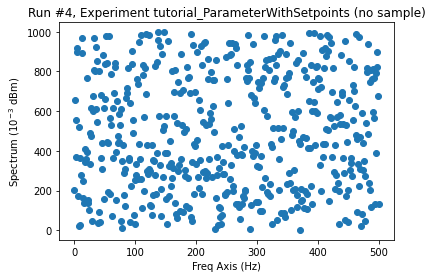 Run #4, Experiment tutorial_ParameterWithSetpoints (no sample)
1000
800
600
400
200
0
Spectrum (10⁻³ dBm)
0 100 200 300 400 500
Freq Axis (Hz)